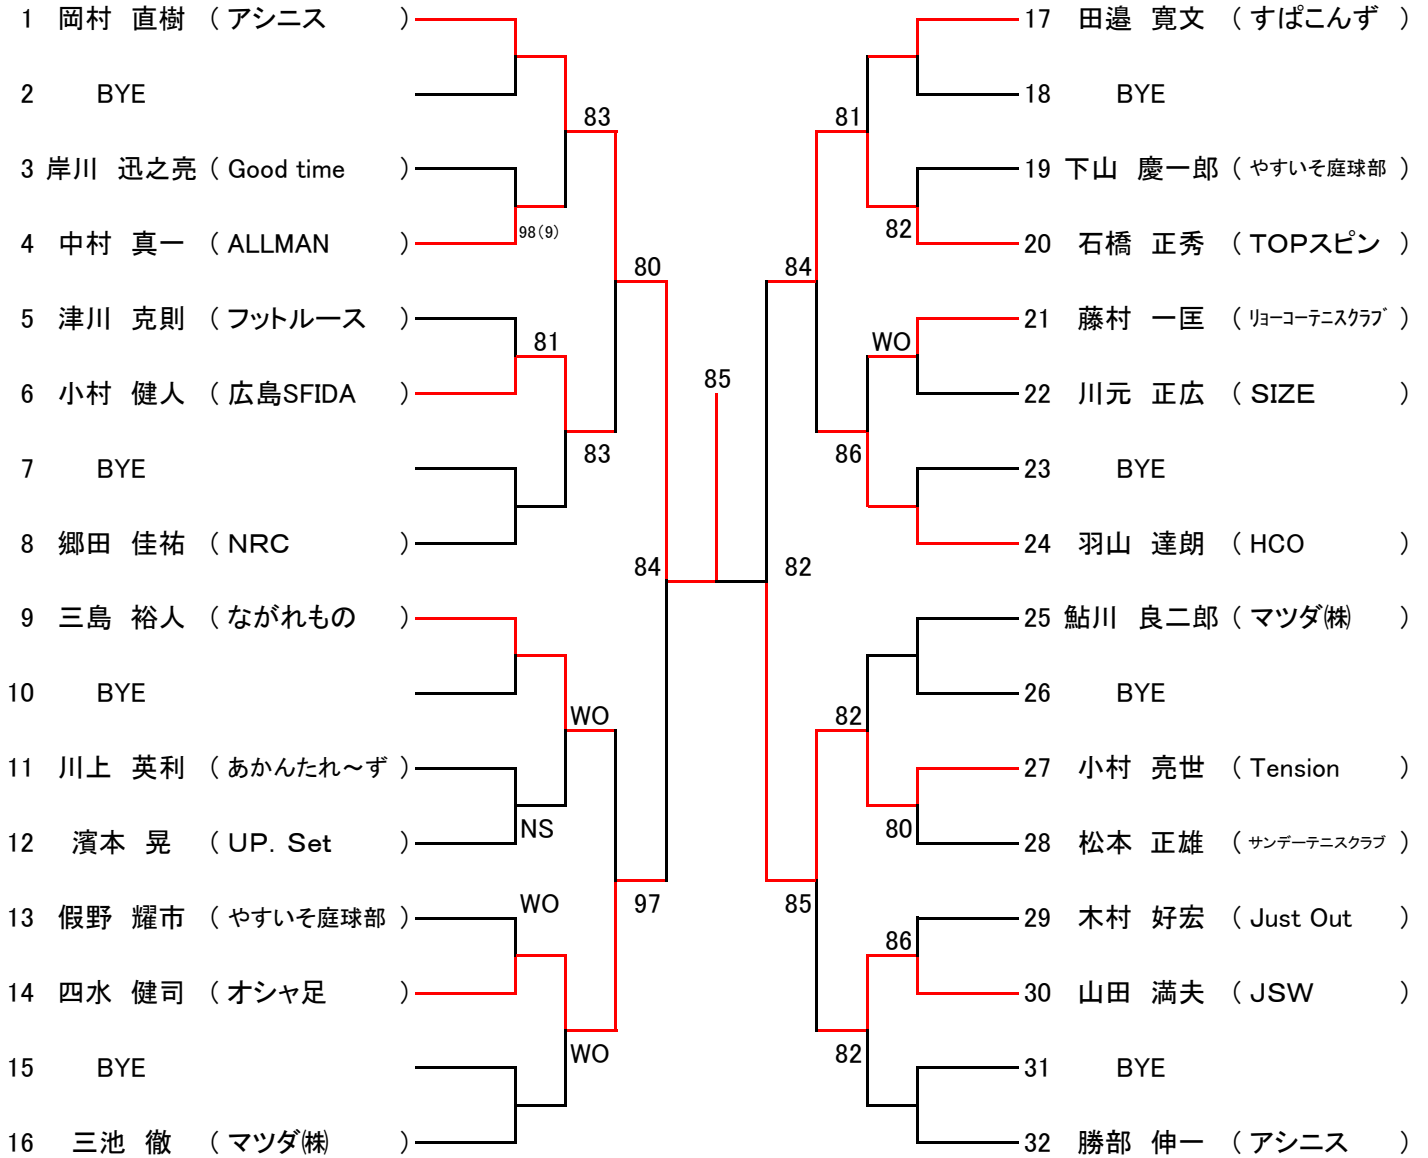 1 岡村 直樹 ( アシニス )
2 BYE
83
3 岸川 迅之亮 ( Good time )
98(9)
4 中村 真一 ( ALLMAN )
80
5 津川 克則 ( フットルース )
81
6 小村 健人 ( 広島SFIDA )
83
7 BYE
8 郷田 佳祐 ( NRC )
84
9 三島 裕人 ( ながれもの )
10 BYE
WO
11 川上 英利 ( あかんたれ～ず )
NS
12 濱本 晃 ( UP. Set )
WO
97
13 假野 耀市 ( やすいそ庭球部 )
14 四水 健司 ( オシャ足 )
WO
15 BYE
16 三池 徹 ( マツダ㈱ )
85
17 田邉 寛文 ( すぱこんず )
18 BYE
81
19 下山 慶一郎 ( やすいそ庭球部 )
82
20 石橋 正秀 ( TOPスピン )
84
21 藤村 一匡 ( ﾘｮｰｺｰﾃﾆｽｸﾗﾌﾞ )
WO
22 川元 正広 ( SIZE )
86
23 BYE
24 羽山 達朗 ( HCO )
82
25 鮎川 良二郎 ( マツダ㈱ )
26 BYE
82
27 小村 亮世 ( Tension )
80
28 松本 正雄 ( サンデーテニスクラブ )
85
29 木村 好宏 ( Just Out )
86
30 山田 満夫 ( JSW )
82
31 BYE
32 勝部 伸一 ( アシニス )